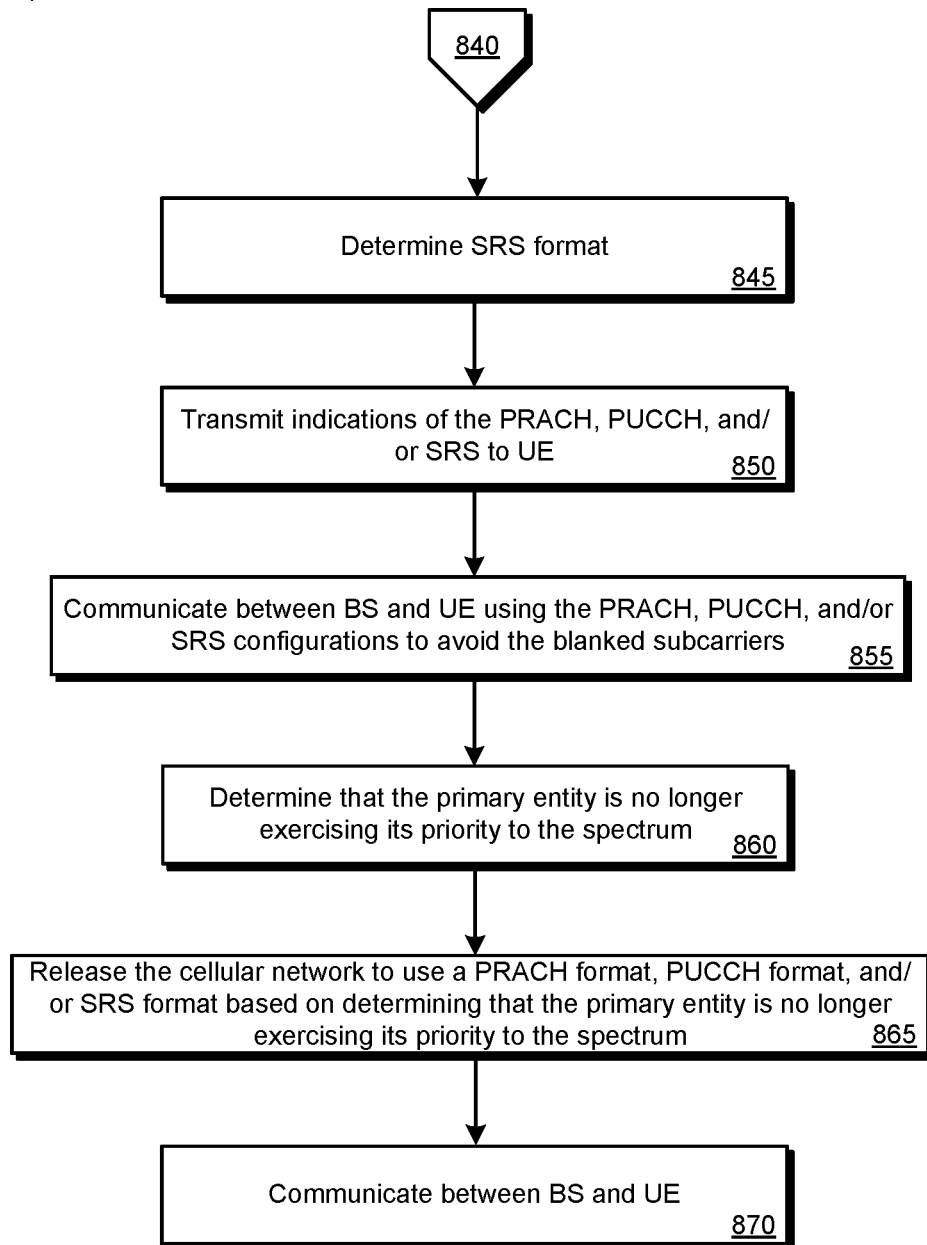 840
Determine SRS format
845
Transmit indications of the PRACH, PUCCH, and/
or SRS to UE
850
Communicate between BS and UE using the PRACH, PUCCH, and/or
SRS configurations to avoid the blanked subcarriers
855
Determine that the primary entity is no longer
exercising its priority to the spectrum
860
Release the cellular network to use a PRACH format, PUCCH format, and/
or SRS format based on determining that the primary entity is no longer
exercising its priority to the spectrum
865
Communicate between BS and UE
870